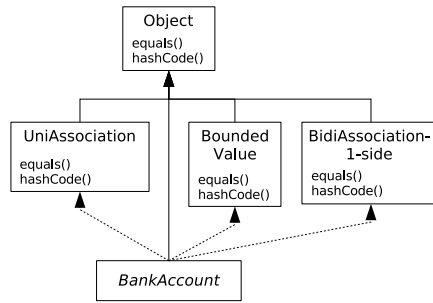 Object
equals()
hashCode()
UniAssociation
equals()
hashCode()
Bounded
Value
equals()
hashCode()
BidiAssociation-
1-side
equals()
hashCode()
BankAccount